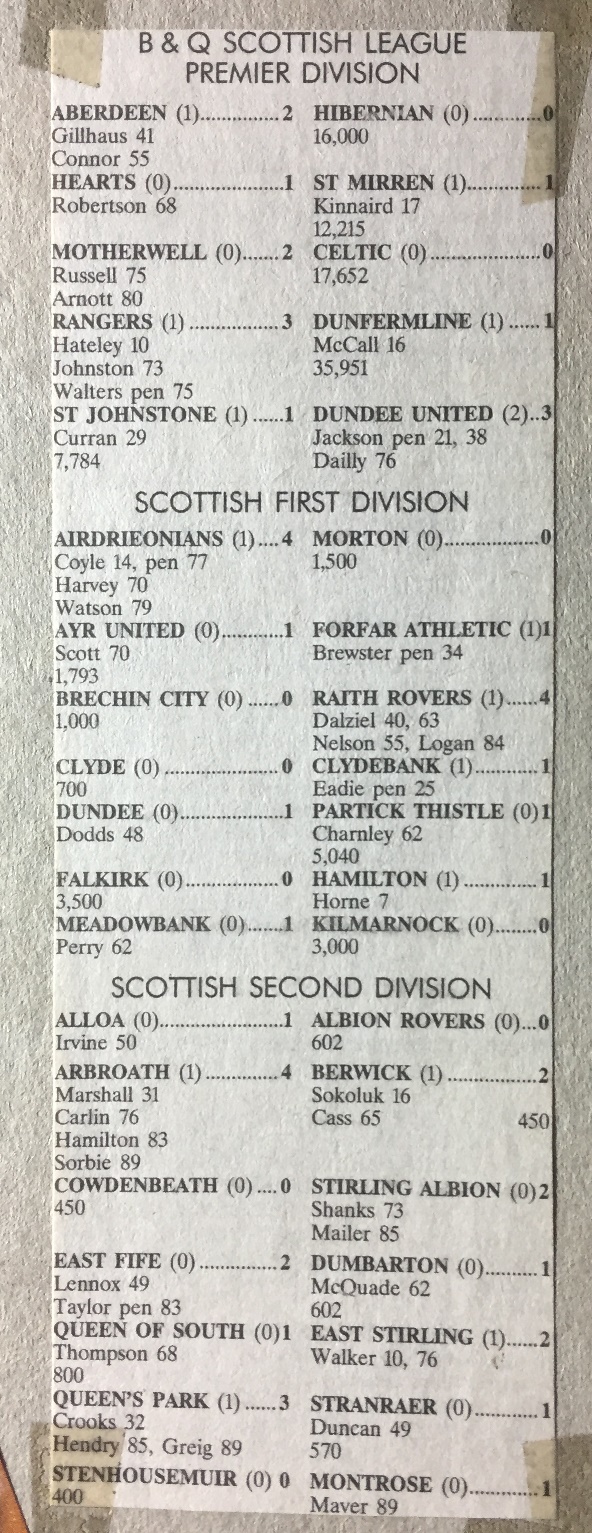 B & Q SCOTTISH LEAGUE
PREMIER DIVISION
ABERDEEN (1)..............2 HIBERNIAN (0)............0
Gillhaus 41 16,000
Connor 55
HEARTS (0)...................1 ST MIRREN (1).............1
Robertson 68 Kinnaird 17
12,215
MOTHERWELL (0).......2 CELTIC (0) ....................0
Russell 75 17,652
Arnott 80
RANGERS (1) ................3 DUNFERMLINE (1) ......1
Hateley 10 McCall 16
Johnston 73 35,951
Walters pen 75
ST JOHNSTONE (1) ......1 DUNDEE UNITED (2)..3
Curran 29 Jackson pen 21, 38
7,784 Dailly 76
SCOTTISH FIRST DIVISION
AIRDRIEONIANS (1)....4 MORTON (0)................0
Coyle 14, pen 77 1,500
Harvey 70
Watson 79
AYR UNITED (0)...........1 FORFAR ATHLETIC (1)1
Scott 70 Brewster pen 34
1,793
BRECHIN CITY (0) ......0 RAITH ROVERS (1)......4
1,000 Dalziel 40, 63
Nelson 55, Logan 84
CLYDE (0) ....................0 CLYDEBANK (1)...........1
700 Eadie pen 25
DUNDEE (0)..................1 PARTICK THISTLE (0)1
Dodds 48 Charnley 62
5,040
FALKIRK (0)..................0 HAMILTON (1) .............1
3,500 Horne 7
MEADOWBANK (0).......1 KILMARNOCK (0)........0
Perry 62 3,000
SCOTTISH SECOND DIVISION
ALLOA (0).....................1 ALBION ROVERS (0)...0
Irvine 50 602
ARBROATH (1) .............4 BERWICK (1) ................2
Marshall 31 Sokoluk 16
Carlin 76 Cass 65 450
Hamilton 83
Sorbie 89
COWDENBEATH (0)....0 STIRLING ALBION (0)2
450 Shanks 73
Mailer 85
EAST FIFE (0)...............2 DUMBARTON (0)..........1
Lennox 49 McQuade 62
Taylor pen 83 602
QUEEN OF SOUTH (0)1 EAST STIRLING (1)......2
Thompson 68 Walker 10, 76
800
QUEEN'S PARK (1)......3 STRANRAER (0)...........1
Crooks 32 Duncan 49
Hendry 85, Greig 89 570
STENHOUSEMUIR (0) 0 MONTROSE (0)............1
400 Maver 89